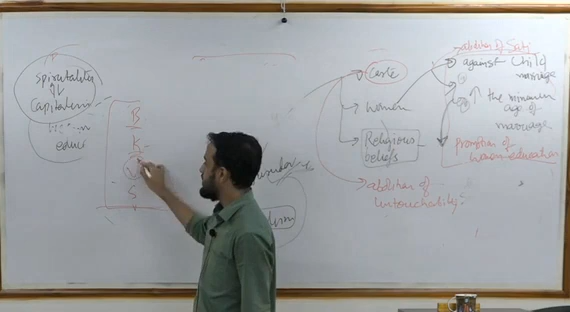 spirutalites
↑↓
Capitalism
educ
B
K
V
S
Caste
women
Religious
beliefs
abolition of
untouchability
abolition of Sati
against Child
marriage
↑ the minimum
age of
marriage
Promotion of
women education